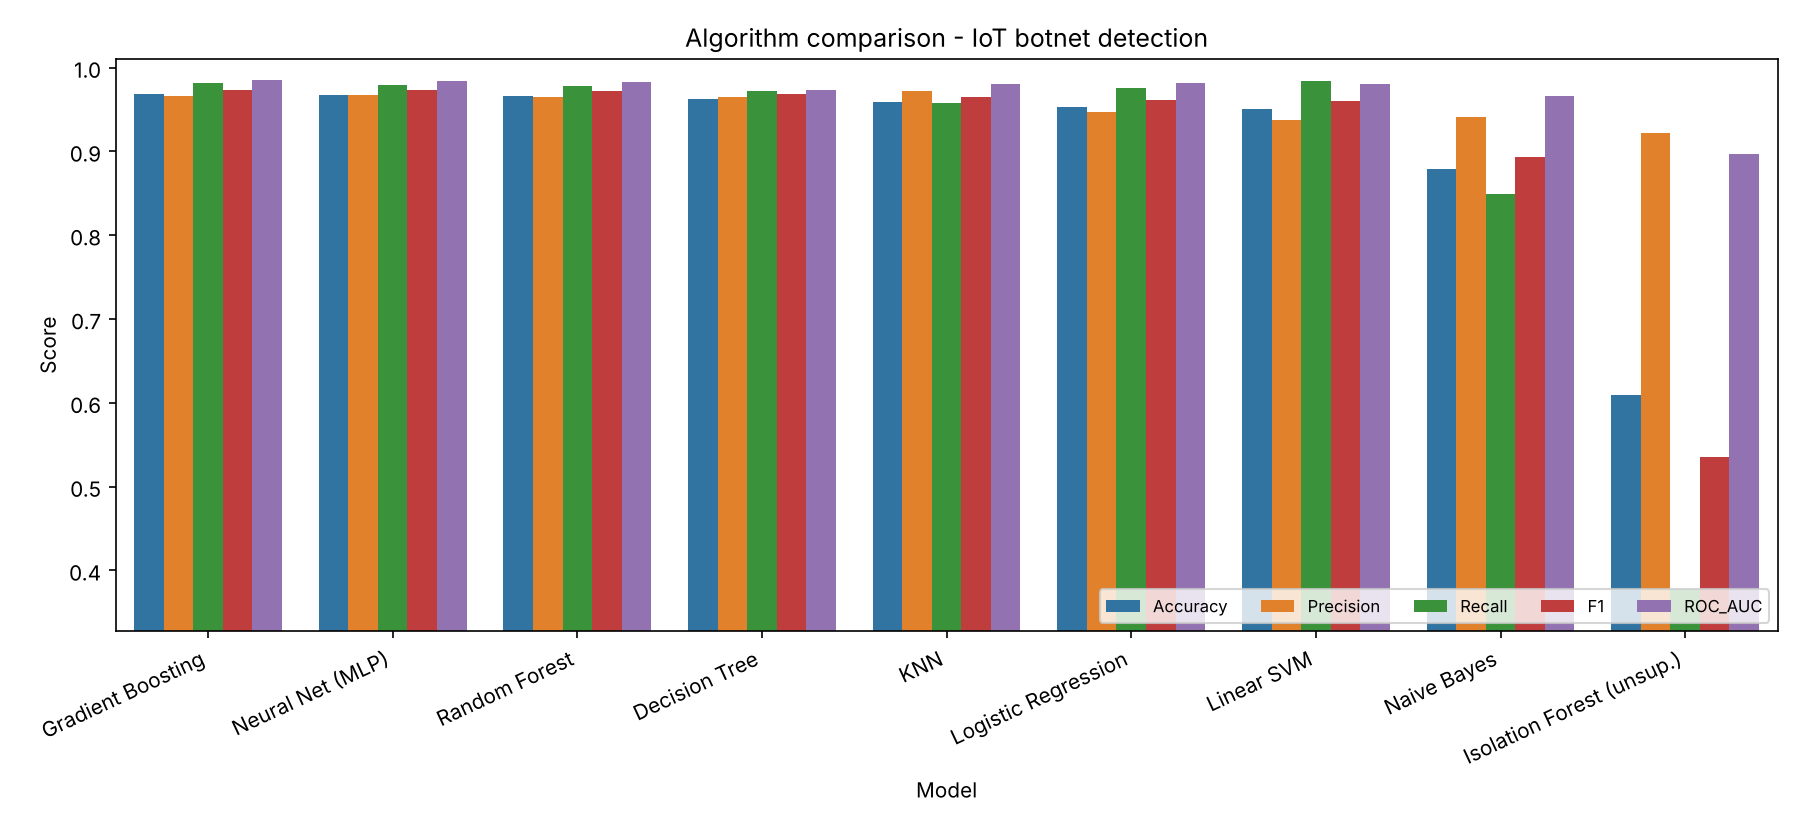 Algorithm comparison - IoT botnet detection
Score
1.0
0.9
0.8
0.7
0.6
0.5
0.4
Accuracy Precision Recall F1 ROC_AUC
Gradient Boosting
Neural Net (MLP)
Random Forest
Decision Tree
KNN
Logistic Regression
Linear SVM
Naive Bayes
Isolation Forest (unsup.)
Model